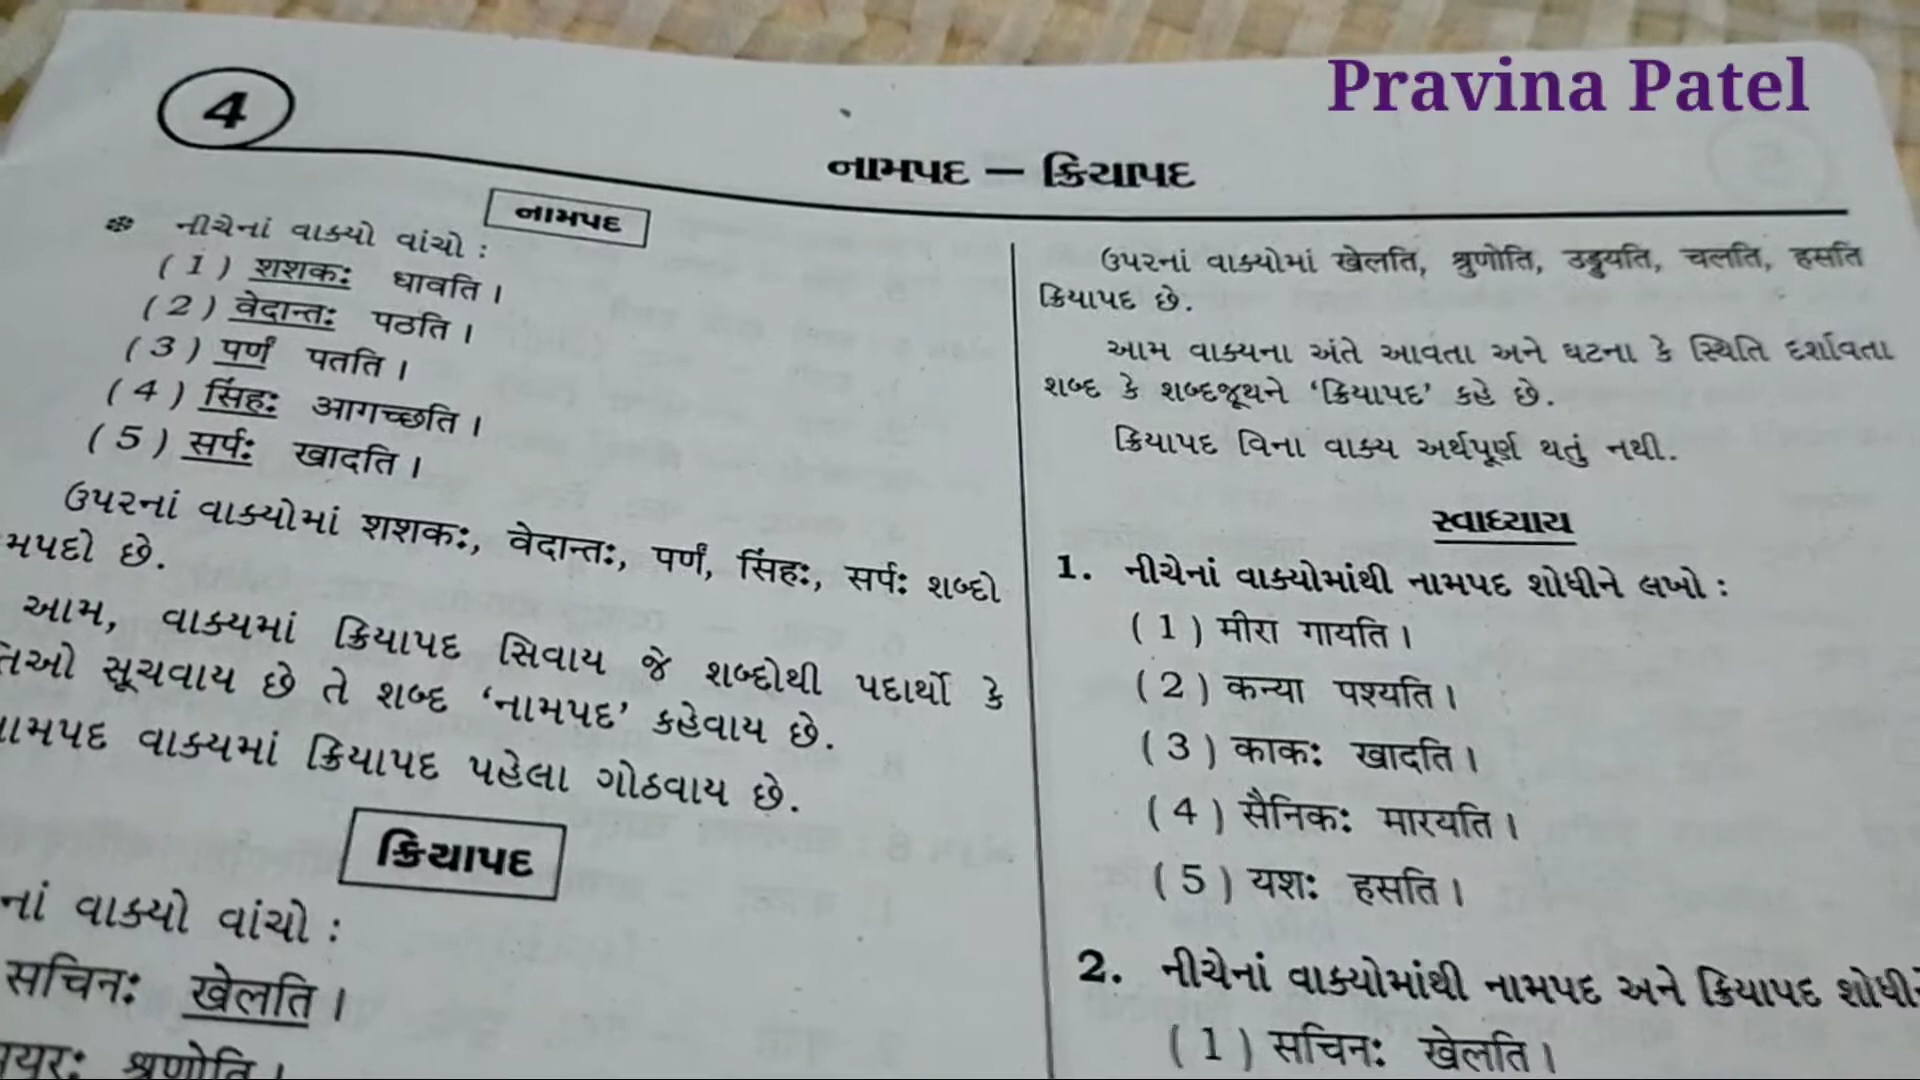 Pravina Patel
4
નામપદ – ક્રિયાપદ
નામપદ
❉ નીચેનાં વાક્યો વાંચો :
( 1 ) शशकः धावति ।
( 2 ) वेदान्तः पठति ।
( 3 ) पर्णं पतति ।
( 4 ) सिंहः आगच्छति ।
( 5 ) सर्पः खादति ।
ઉપરનાં વાક્યોમાં शशकः, वेदान्तः, पर्णं, सिंहः, सर्पः શબ્દો
મપદો છે.
આમ, વાક્યમાં ક્રિયાપદ સિવાય જે શબ્દોથી પદાર્થો કે
તિઓ સૂચવાય છે તે શબ્દ ‘નામપદ’ કહેવાય છે.
ામપદ વાક્યમાં ક્રિયાપદ પહેલા ગોઠવાય છે.
ક્રિયાપદ
નાં વાક્યો વાંચો :
सचिनः खेलति ।
मयूरः श्रुणोति ।
ઉપરનાં વાક્યોમાં खेलति, श्रुणोति, उड्डयति, चलति, हसति
ક્રિયાપદ છે.
આમ વાક્યના અંતે આવતા અને ઘટના કે સ્થિતિ દર્શાવતા
શબ્દ કે શબ્દજૂથને ‘ક્રિયાપદ’ કહે છે.
ક્રિયાપદ વિના વાક્ય અર્થપૂર્ણ થતું નથી.
સ્વાધ્યાય
1. નીચેનાં વાક્યોમાંથી નામપદ શોધીને લખો :
( 1 ) मीरा गायति ।
( 2 ) कन्या पश्यति ।
( 3 ) काकः खादति ।
( 4 ) सैनिकः मारयति ।
( 5 ) यशः हसति ।
2. નીચેનાં વાક્યોમાંથી નામપદ અને ક્રિયાપદ શોધીને
( 1 ) सचिनः खेलति ।